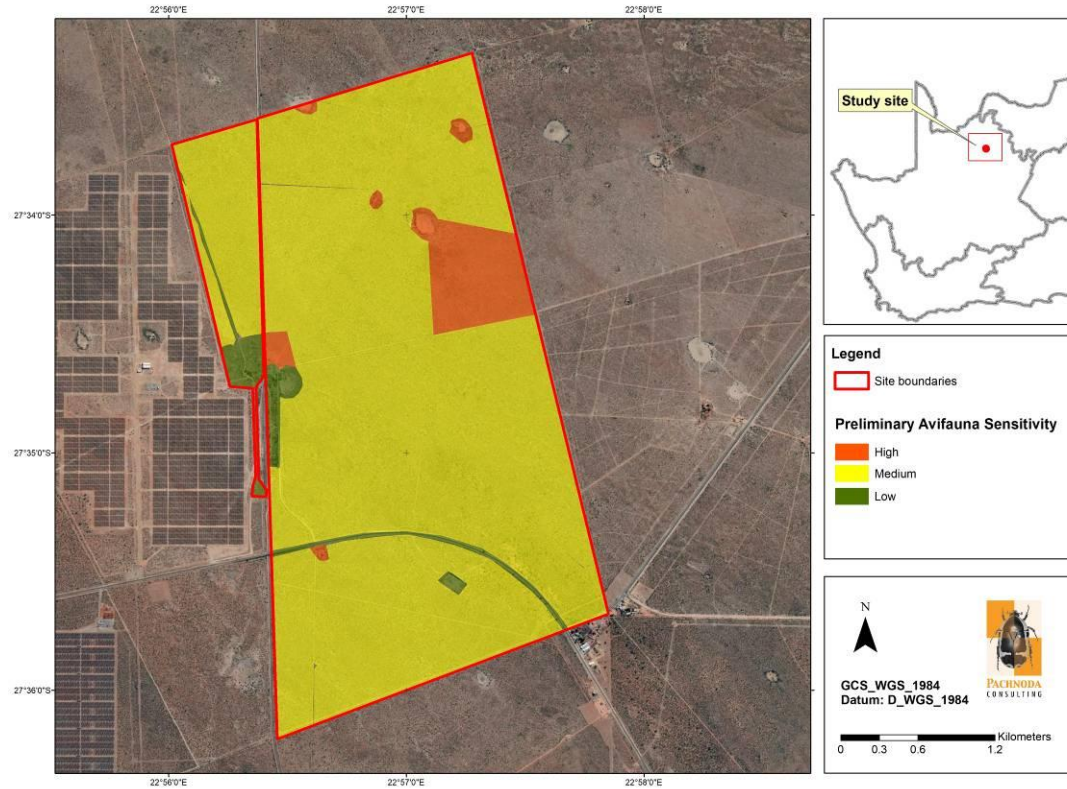 22°56'0"E 22°57'0"E 22°58'0"E
27°34'0"S
27°35'0"S
27°36'0"S
22°56'0"E 22°57'0"E 22°58'0"E
Study site
Legend
Site boundaries
Preliminary Avifauna Sensitivity
High
Medium
Low
N
GCS_WGS_1984
Datum: D_WGS_1984
PACHNODA
CONSULTING
Kilometers
0 0.3 0.6 1.2